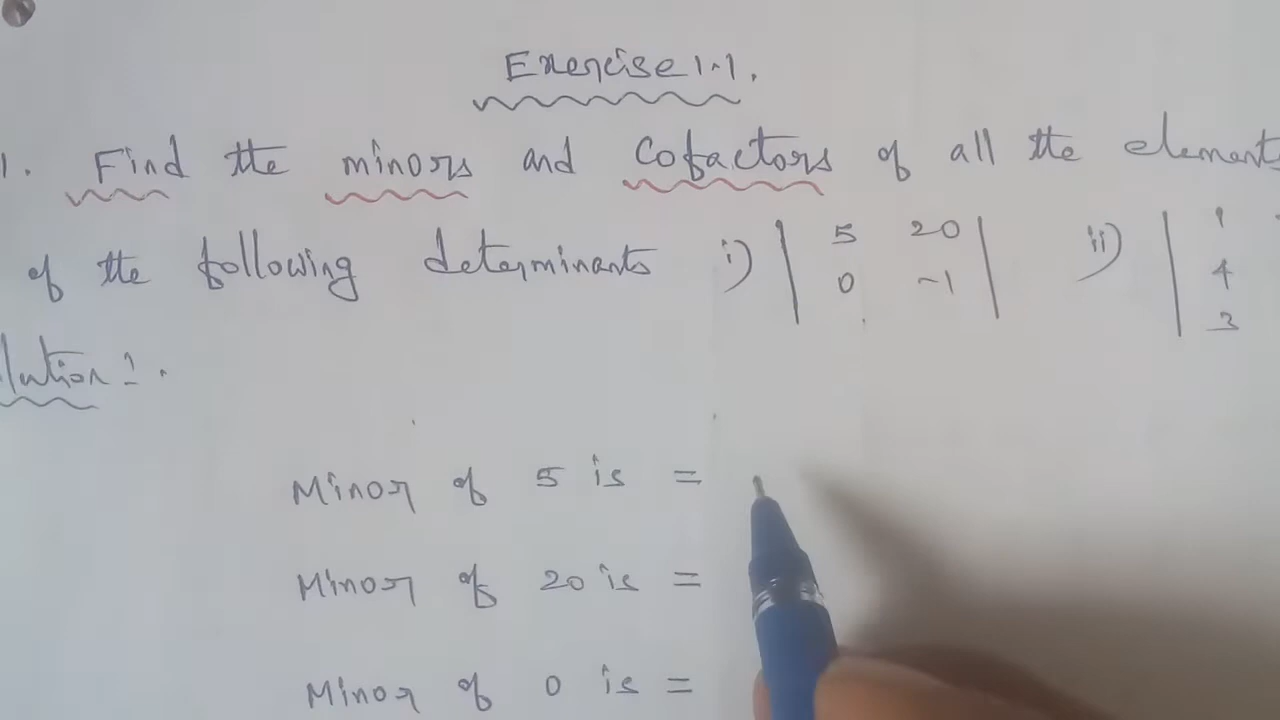 Exercise 1.1.
1. Find the minors and cofactors of all the elements
of the following determinants i) | 5 20 | ii) | 1
0 -1 4
3
lution :.
Minor of 5 is =
Minor of 20 is =
Minor of 0 is =